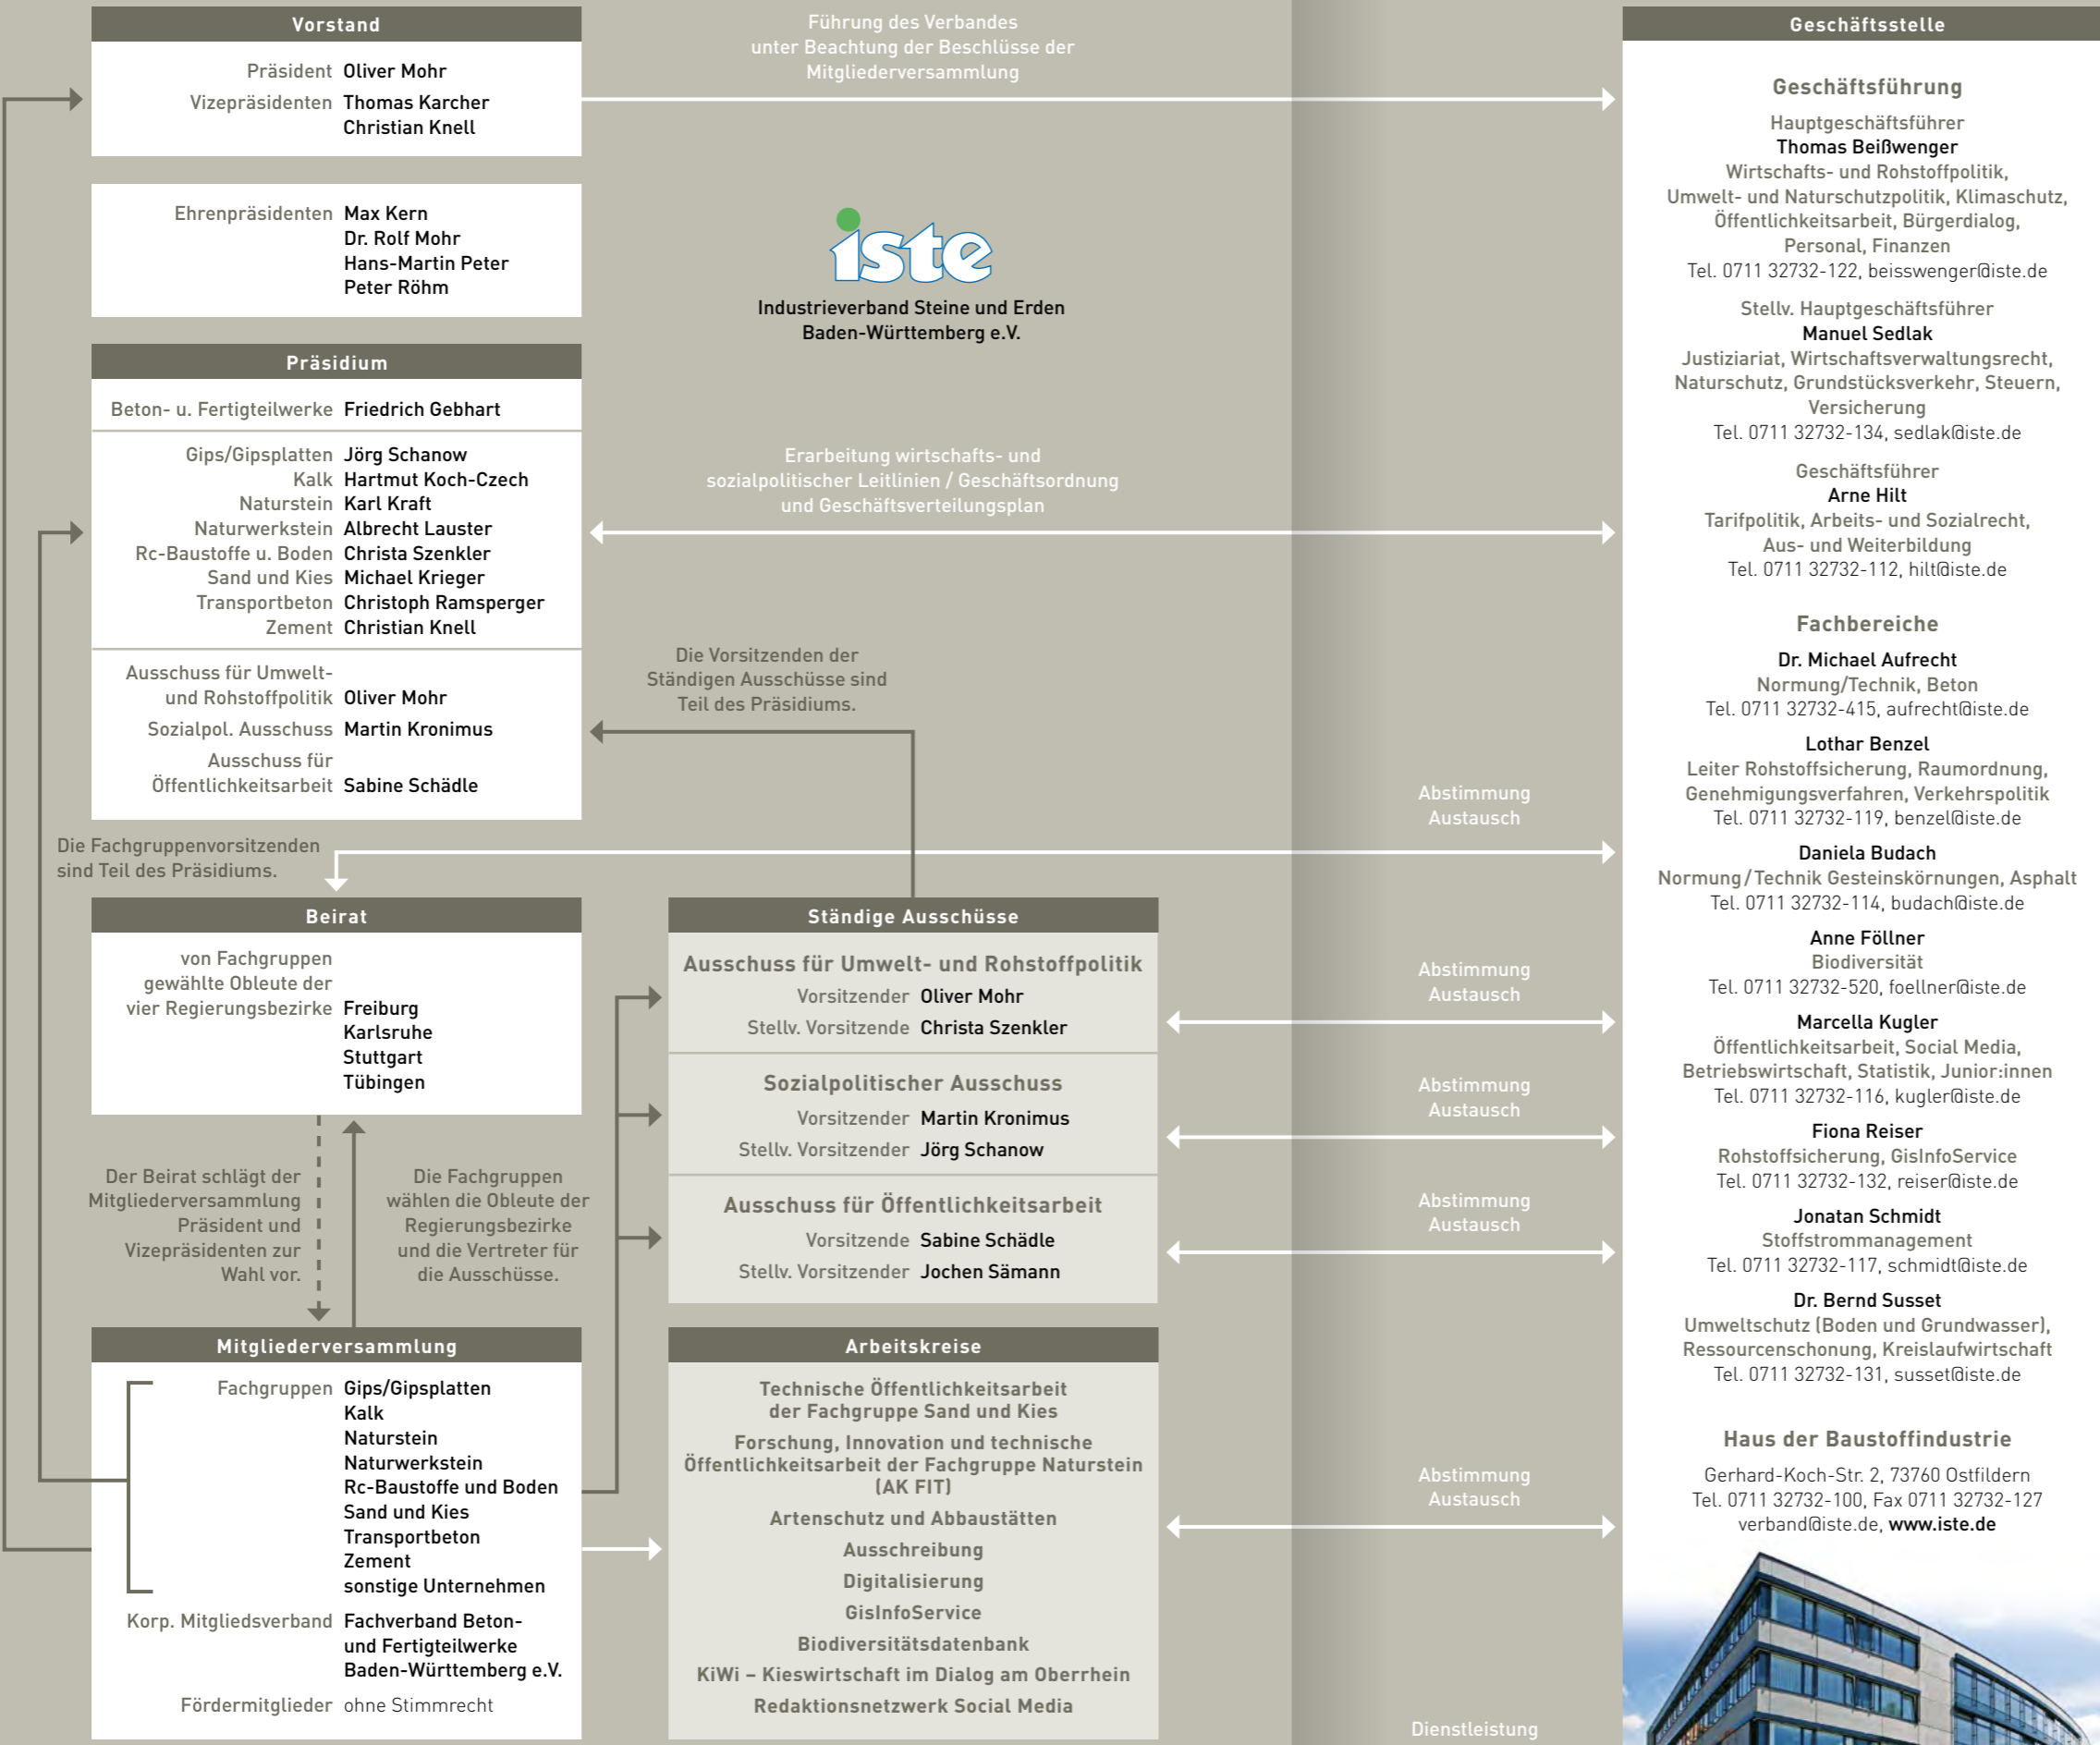 Vorstand
Präsident Oliver Mohr
Vizepräsidenten Thomas Karcher
Christian Knell
Ehrenpräsidenten Max Kern
Dr. Rolf Mohr
Hans-Martin Peter
Peter Röhm
Präsidium
Beton- u. Fertigteilwerke Friedrich Gebhart
Gips/Gipsplatten Jörg Schanow
Kalk Hartmut Koch-Czech
Naturstein Karl Kraft
Naturwerkstein Albrecht Lauster
Rc-Baustoffe u. Boden Christa Szenkler
Sand und Kies Michael Krieger
Transportbeton Christoph Ramsperger
Zement Christian Knell
Ausschuss für Umwelt-
und Rohstoffpolitik Oliver Mohr
Sozialpol. Ausschuss Martin Kronimus
Ausschuss für
Öffentlichkeitsarbeit Sabine Schädle
Die Fachgruppenvorsitzenden
sind Teil des Präsidiums.
Beirat
von Fachgruppen
gewählte Obleute der
vier Regierungsbezirke Freiburg
Karlsruhe
Stuttgart
Tübingen
Der Beirat schlägt der
Mitgliederversammlung
Präsident und
Vizepräsidenten zur
Wahl vor.
Die Fachgruppen
wählen die Obleute der
Regierungsbezirke
und die Vertreter für
die Ausschüsse.
Mitgliederversammlung
Fachgruppen Gips/Gipsplatten
Kalk
Naturstein
Naturwerkstein
Rc-Baustoffe und Boden
Sand und Kies
Transportbeton
Zement
sonstige Unternehmen
Korp. Mitgliedsverband Fachverband Beton-
und Fertigteilwerke
Baden-Württemberg e.V.
Fördermitglieder ohne Stimmrecht
Führung des Verbandes
unter Beachtung der Beschlüsse der
Mitgliederversammlung
iste
Industrieverband Steine und Erden
Baden-Württemberg e.V.
Erarbeitung wirtschafts- und
sozialpolitischer Leitlinien / Geschäftsordnung
und Geschäftsverteilungsplan
Die Vorsitzenden der
Ständigen Ausschüsse sind
Teil des Präsidiums.
Ständige Ausschüsse
Ausschuss für Umwelt- und Rohstoffpolitik
Vorsitzender Oliver Mohr
Stellv. Vorsitzende Christa Szenkler
Sozialpolitischer Ausschuss
Vorsitzender Martin Kronimus
Stellv. Vorsitzender Jörg Schanow
Ausschuss für Öffentlichkeitsarbeit
Vorsitzende Sabine Schädle
Stellv. Vorsitzender Jochen Sämann
Arbeitskreise
Technische Öffentlichkeitsarbeit
der Fachgruppe Sand und Kies
Forschung, Innovation und technische
Öffentlichkeitsarbeit der Fachgruppe Naturstein
(AK FIT)
Artenschutz und Abbaustätten
Ausschreibung
Digitalisierung
GisInfoService
Biodiversitätsdatenbank
KiWi – Kieswirtschaft im Dialog am Oberrhein
Redaktionsnetzwerk Social Media
Abstimmung
Austausch
Abstimmung
Austausch
Abstimmung
Austausch
Abstimmung
Austausch
Abstimmung
Austausch
Dienstleistung
Geschäftsstelle
Geschäftsführung
Hauptgeschäftsführer
Thomas Beißwenger
Wirtschafts- und Rohstoffpolitik,
Umwelt- und Naturschutzpolitik, Klimaschutz,
Öffentlichkeitsarbeit, Bürgerdialog,
Personal, Finanzen
Tel. 0711 32732-122, beisswenger@iste.de
Stellv. Hauptgeschäftsführer
Manuel Sedlak
Justiziariat, Wirtschaftsverwaltungsrecht,
Naturschutz, Grundstücksverkehr, Steuern,
Versicherung
Tel. 0711 32732-134, sedlak@iste.de
Geschäftsführer
Arne Hilt
Tarifpolitik, Arbeits- und Sozialrecht,
Aus- und Weiterbildung
Tel. 0711 32732-112, hilt@iste.de
Fachbereiche
Dr. Michael Aufrecht
Normung/Technik, Beton
Tel. 0711 32732-415, aufrecht@iste.de
Lothar Benzel
Leiter Rohstoffsicherung, Raumordnung,
Genehmigungsverfahren, Verkehrspolitik
Tel. 0711 32732-119, benzel@iste.de
Daniela Budach
Normung/Technik Gesteinskörnungen, Asphalt
Tel. 0711 32732-114, budach@iste.de
Anne Föllner
Biodiversität
Tel. 0711 32732-520, foellner@iste.de
Marcella Kugler
Öffentlichkeitsarbeit, Social Media,
Betriebswirtschaft, Statistik, Junior:innen
Tel. 0711 32732-116, kugler@iste.de
Fiona Reiser
Rohstoffsicherung, GisInfoService
Tel. 0711 32732-132, reiser@iste.de
Jonatan Schmidt
Stoffstrommanagement
Tel. 0711 32732-117, schmidt@iste.de
Dr. Bernd Susset
Umweltschutz (Boden und Grundwasser),
Ressourcenschonung, Kreislaufwirtschaft
Tel. 0711 32732-131, susset@iste.de
Haus der Baustoffindustrie
Gerhard-Koch-Str. 2, 73760 Ostfildern
Tel. 0711 32732-100, Fax 0711 32732-127
verband@iste.de, www.iste.de